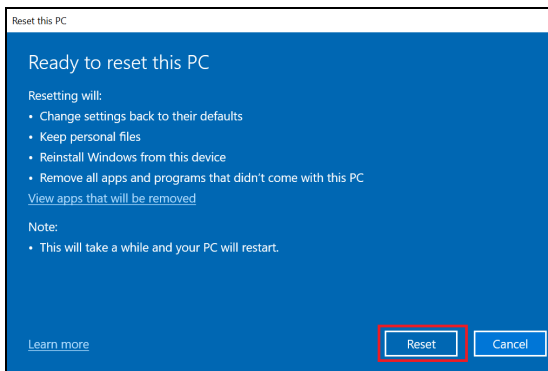 Reset this PC
Ready to reset this PC
Resetting will:
• Change settings back to their defaults
• Keep personal files
• Reinstall Windows from this device
• Remove all apps and programs that didn't come with this PC
View apps that will be removed
Note:
• This will take a while and your PC will restart.
Learn more
Reset
Cancel